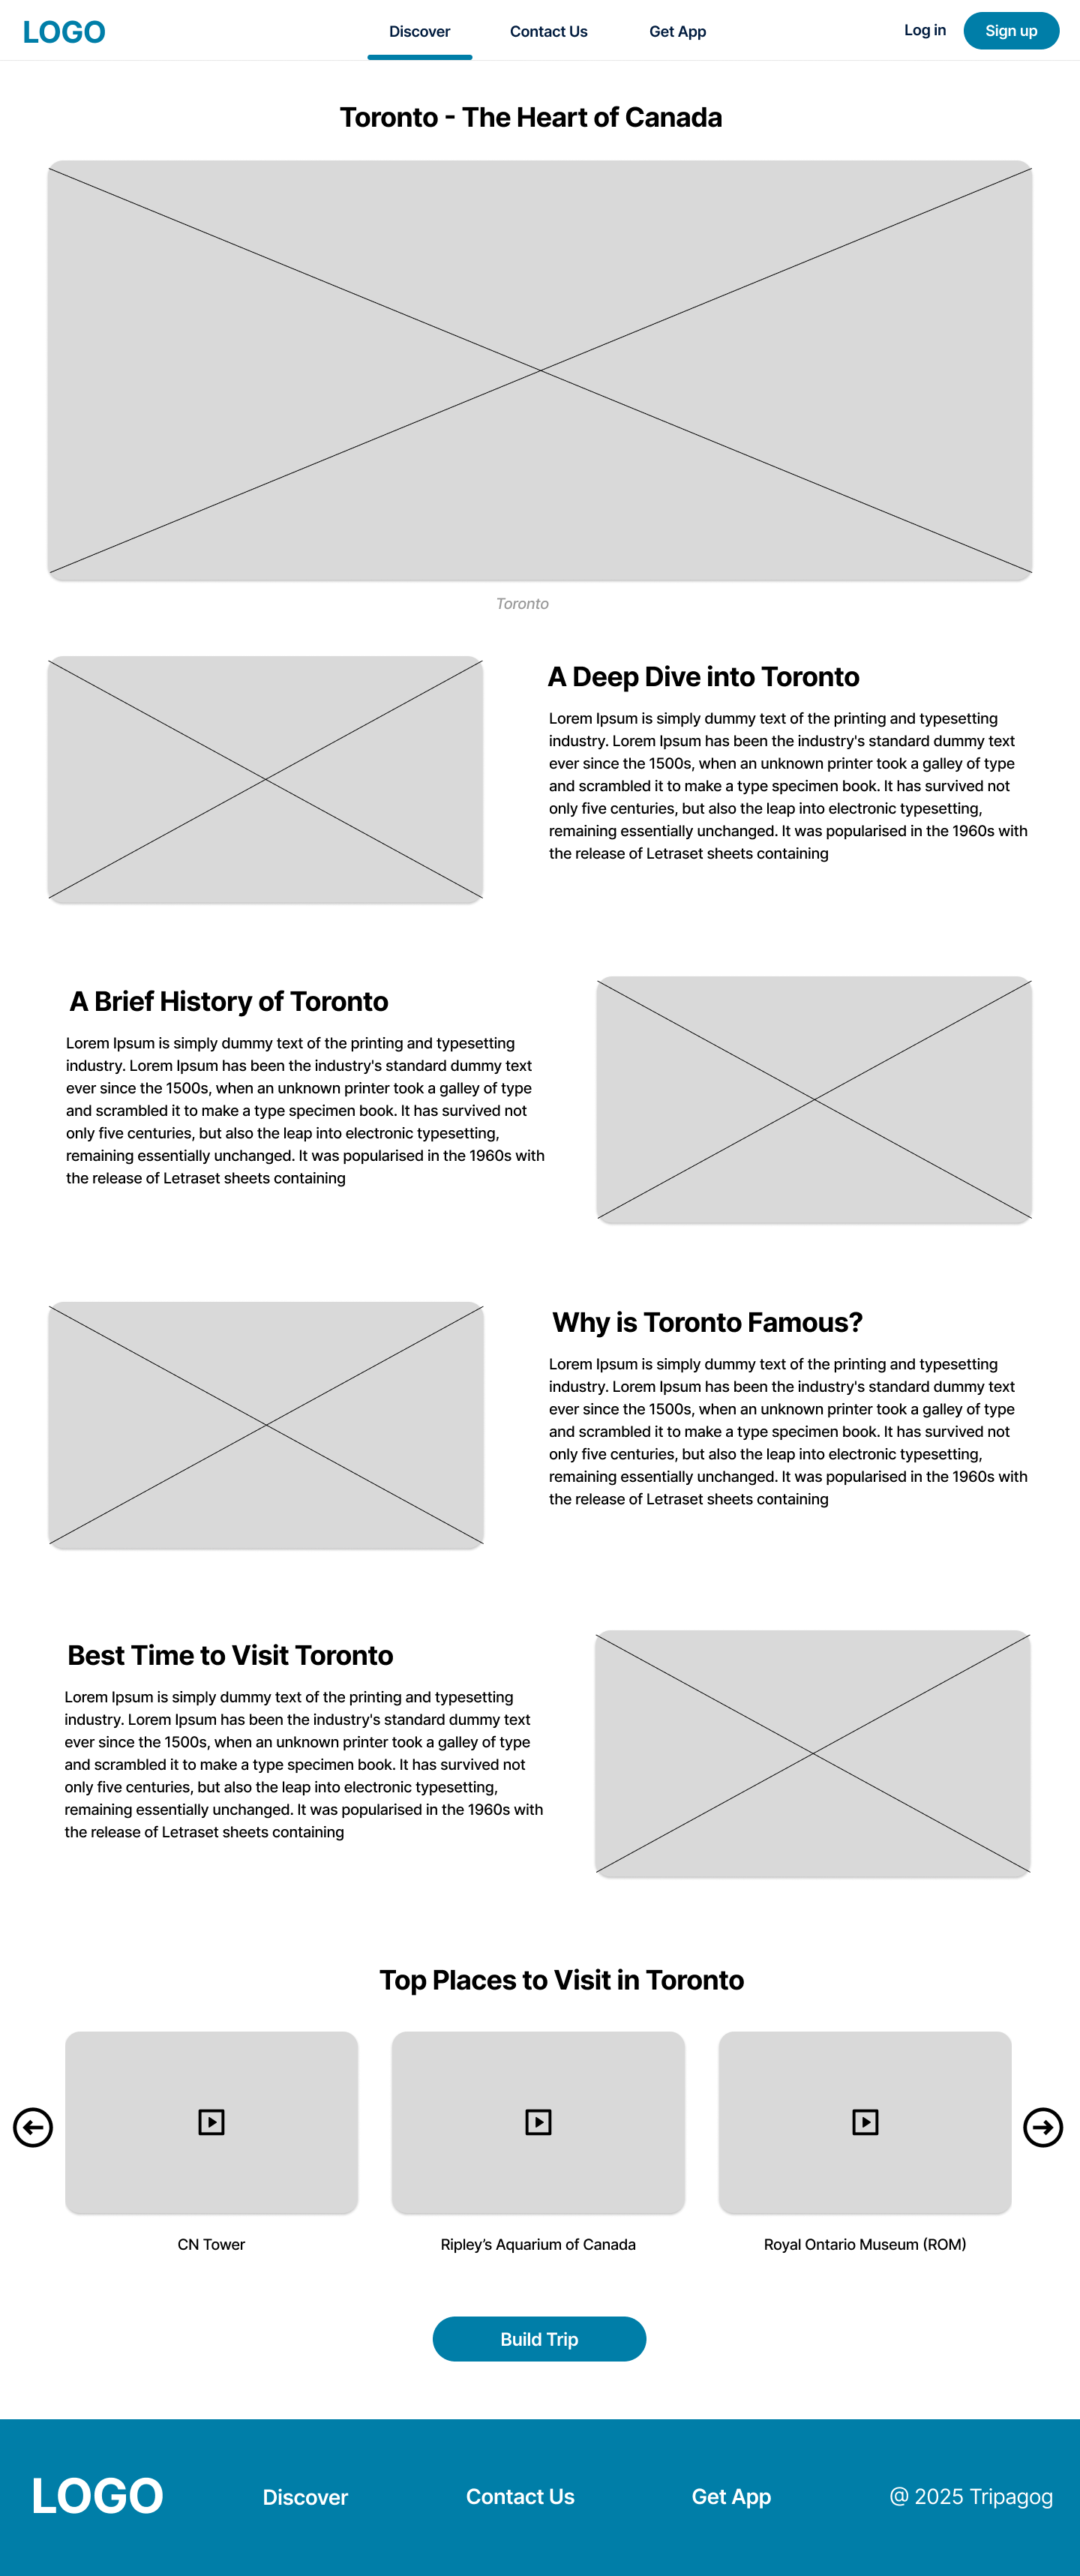 LOGO
Discover
Contact Us
Get App
Log in
Sign up
Toronto - The Heart of Canada
Toronto
A Deep Dive into Toronto
Lorem Ipsum is simply dummy text of the printing and typesetting
industry. Lorem Ipsum has been the industry's standard dummy text
ever since the 1500s, when an unknown printer took a galley of type
and scrambled it to make a type specimen book. It has survived not
only five centuries, but also the leap into electronic typesetting,
remaining essentially unchanged. It was popularised in the 1960s with
the release of Letraset sheets containing
A Brief History of Toronto
Lorem Ipsum is simply dummy text of the printing and typesetting
industry. Lorem Ipsum has been the industry's standard dummy text
ever since the 1500s, when an unknown printer took a galley of type
and scrambled it to make a type specimen book. It has survived not
only five centuries, but also the leap into electronic typesetting,
remaining essentially unchanged. It was popularised in the 1960s with
the release of Letraset sheets containing
Why is Toronto Famous?
Lorem Ipsum is simply dummy text of the printing and typesetting
industry. Lorem Ipsum has been the industry's standard dummy text
ever since the 1500s, when an unknown printer took a galley of type
and scrambled it to make a type specimen book. It has survived not
only five centuries, but also the leap into electronic typesetting,
remaining essentially unchanged. It was popularised in the 1960s with
the release of Letraset sheets containing
Best Time to Visit Toronto
Lorem Ipsum is simply dummy text of the printing and typesetting
industry. Lorem Ipsum has been the industry's standard dummy text
ever since the 1500s, when an unknown printer took a galley of type
and scrambled it to make a type specimen book. It has survived not
only five centuries, but also the leap into electronic typesetting,
remaining essentially unchanged. It was popularised in the 1960s with
the release of Letraset sheets containing
Top Places to Visit in Toronto
CN Tower
Ripley’s Aquarium of Canada
Royal Ontario Museum (ROM)
Build Trip
LOGO
Discover
Contact Us
Get App
@ 2025 Tripagog